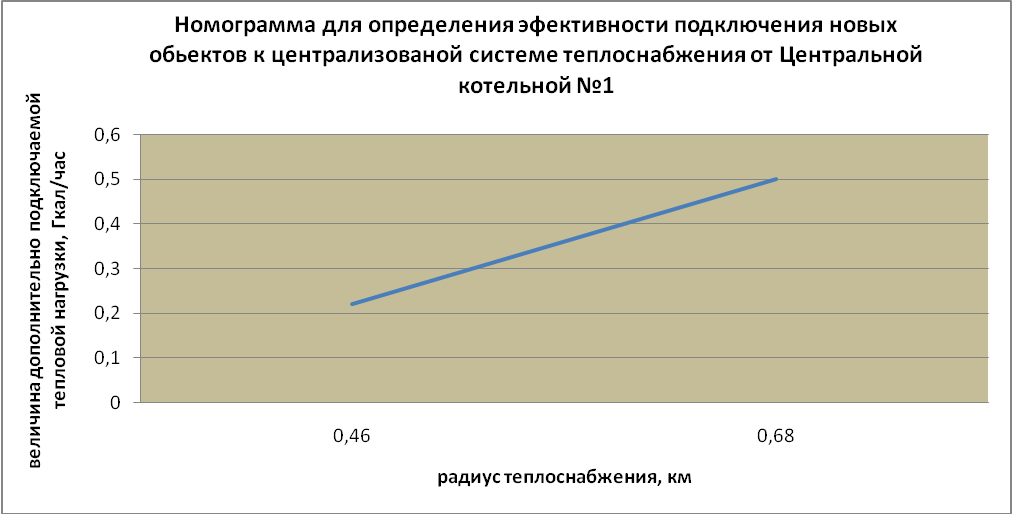 Номограмма для определения эфективности подключения новых
обьектов к централизованой системе теплоснабжения от Центральной
котельной №1
величина дополнительно подключаемой
тепловой нагрузки, Гкал/час
0,6
0,5
0,4
0,3
0,2
0,1
0
0,46
0,68
радиус теплоснабжения, км